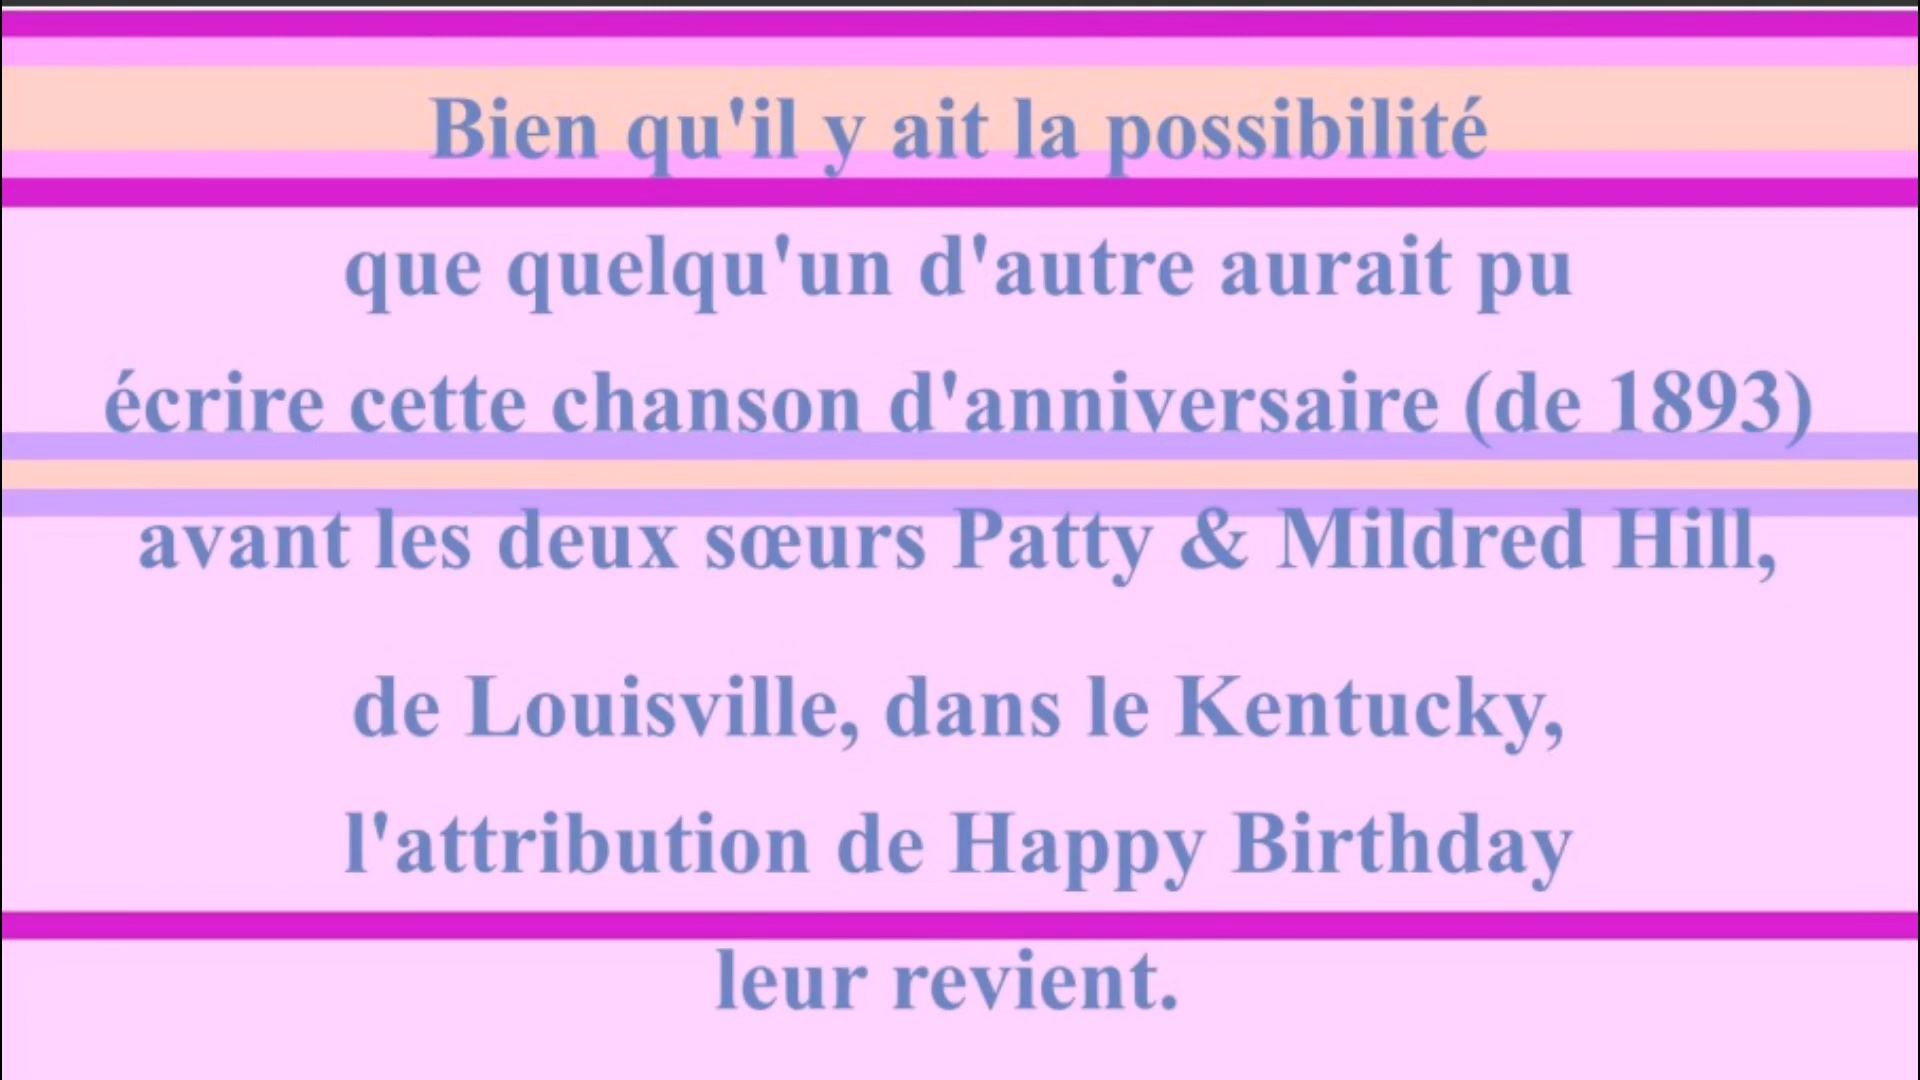 Bien qu'il y ait la possibilité
que quelqu'un d'autre aurait pu
écrire cette chanson d'anniversaire (de 1893)
avant les deux sœurs Patty & Mildred Hill,
de Louisville, dans le Kentucky,
l'attribution de Happy Birthday
leur revient.